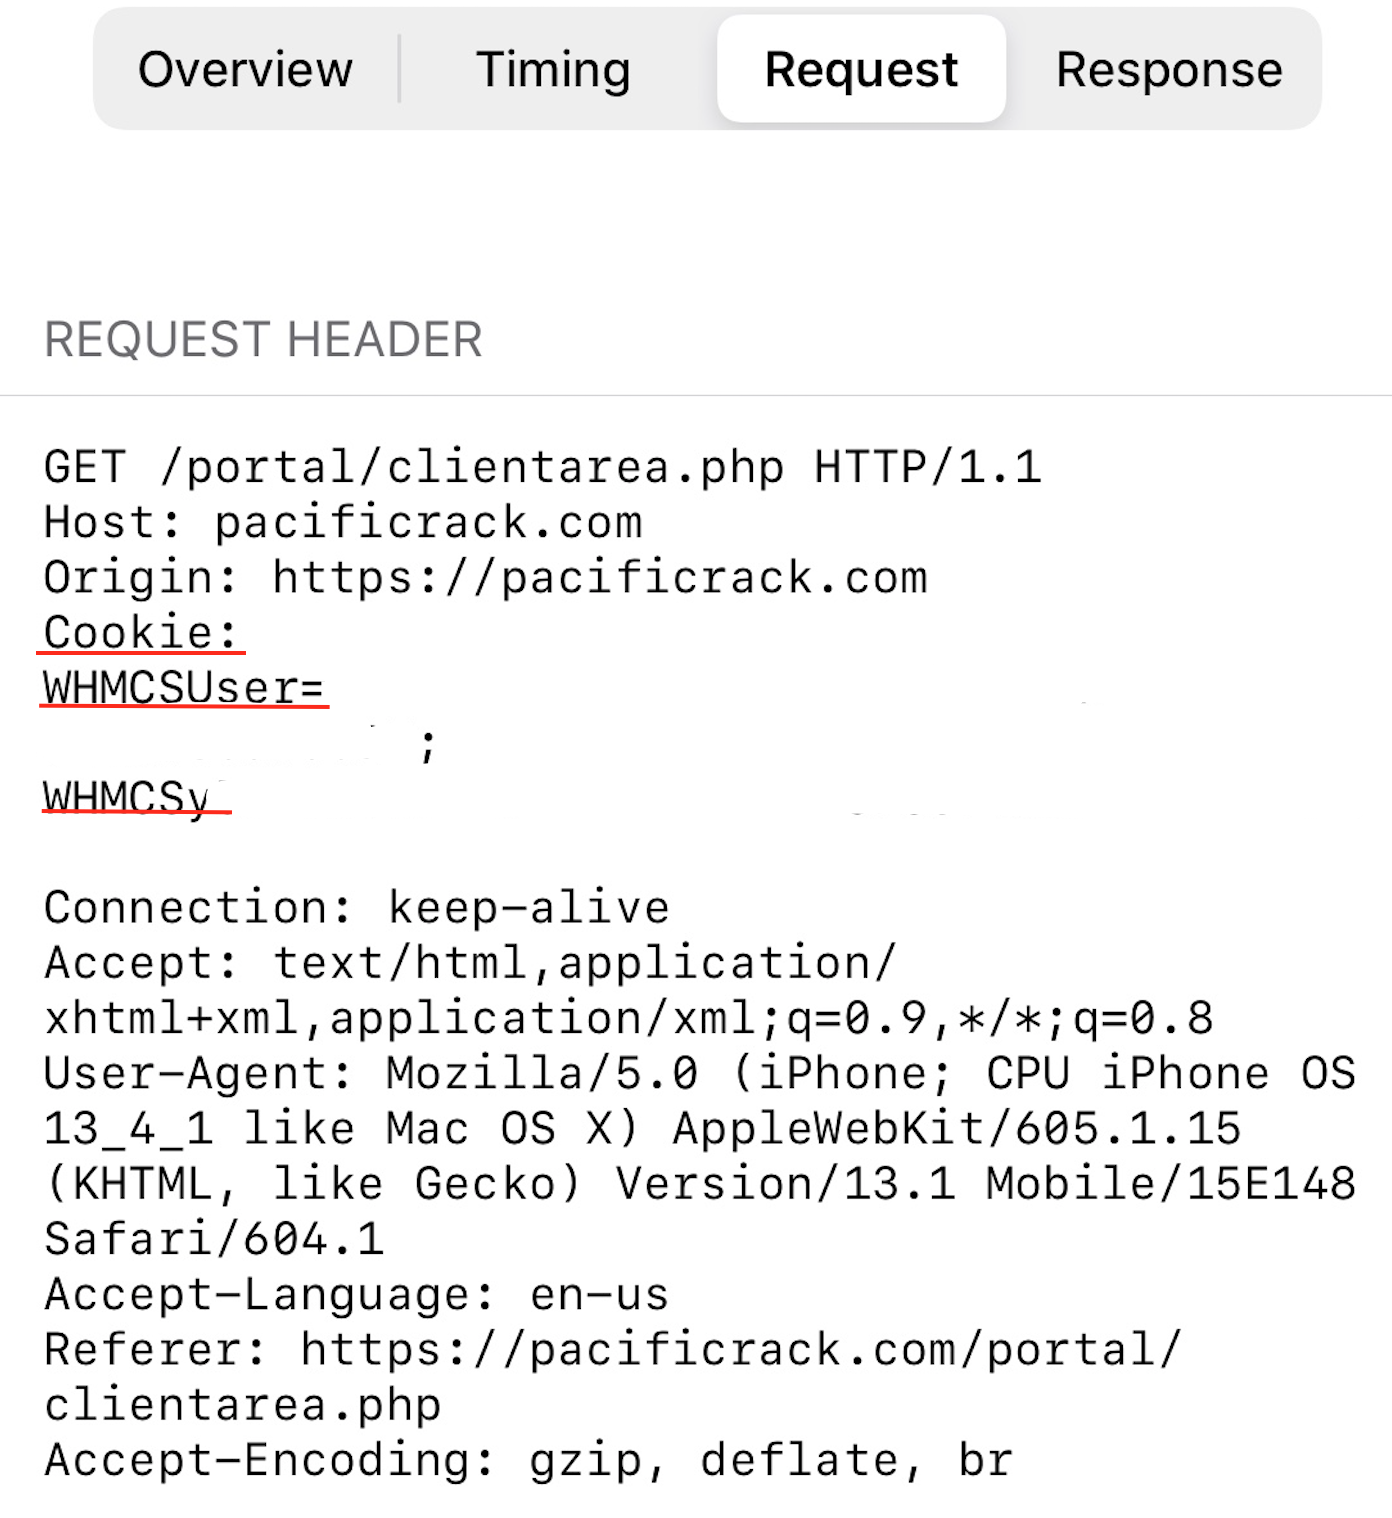 Overview
Timing
Request
Response
REQUEST HEADER
GET /portal/clientarea.php HTTP/1.1
Host: pacificrack.com
Origin: https://pacificrack.com
Cookie:
WHMCSUser=
;
WHMCSy
Connection: keep-alive
Accept: text/html,application/
xhtml+xml,application/xml;q=0.9,*/*;q=0.8
User-Agent: Mozilla/5.0 (iPhone; CPU iPhone OS
13_4_1 like Mac OS X) AppleWebKit/605.1.15
(KHTML, like Gecko) Version/13.1 Mobile/15E148
Safari/604.1
Accept-Language: en-us
Referer: https://pacificrack.com/portal/
clientarea.php
Accept-Encoding: gzip, deflate, br